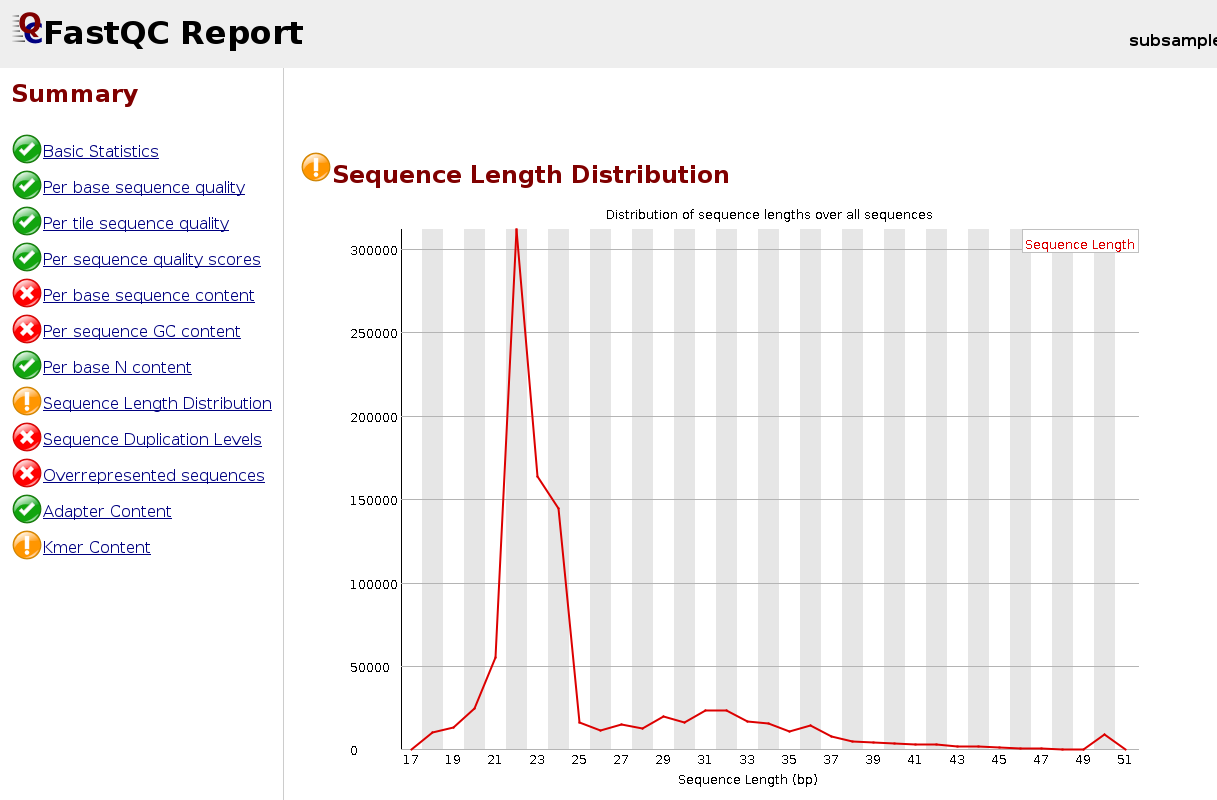 FastQC Report
subsample
Summary
Basic Statistics
Per base sequence quality
Per tile sequence quality
Per sequence quality scores
Per base sequence content
Per sequence GC content
Per base N content
Sequence Length Distribution
Sequence Duplication Levels
Overrepresented sequences
Adapter Content
Kmer Content
Sequence Length Distribution
Distribution of sequence lengths over all sequences
Sequence Length
300000
250000
200000
150000
100000
50000
0
17 19 21 23 25 27 29 31 33 35 37 39 41 43 45 47 49 51
Sequence Length (bp)